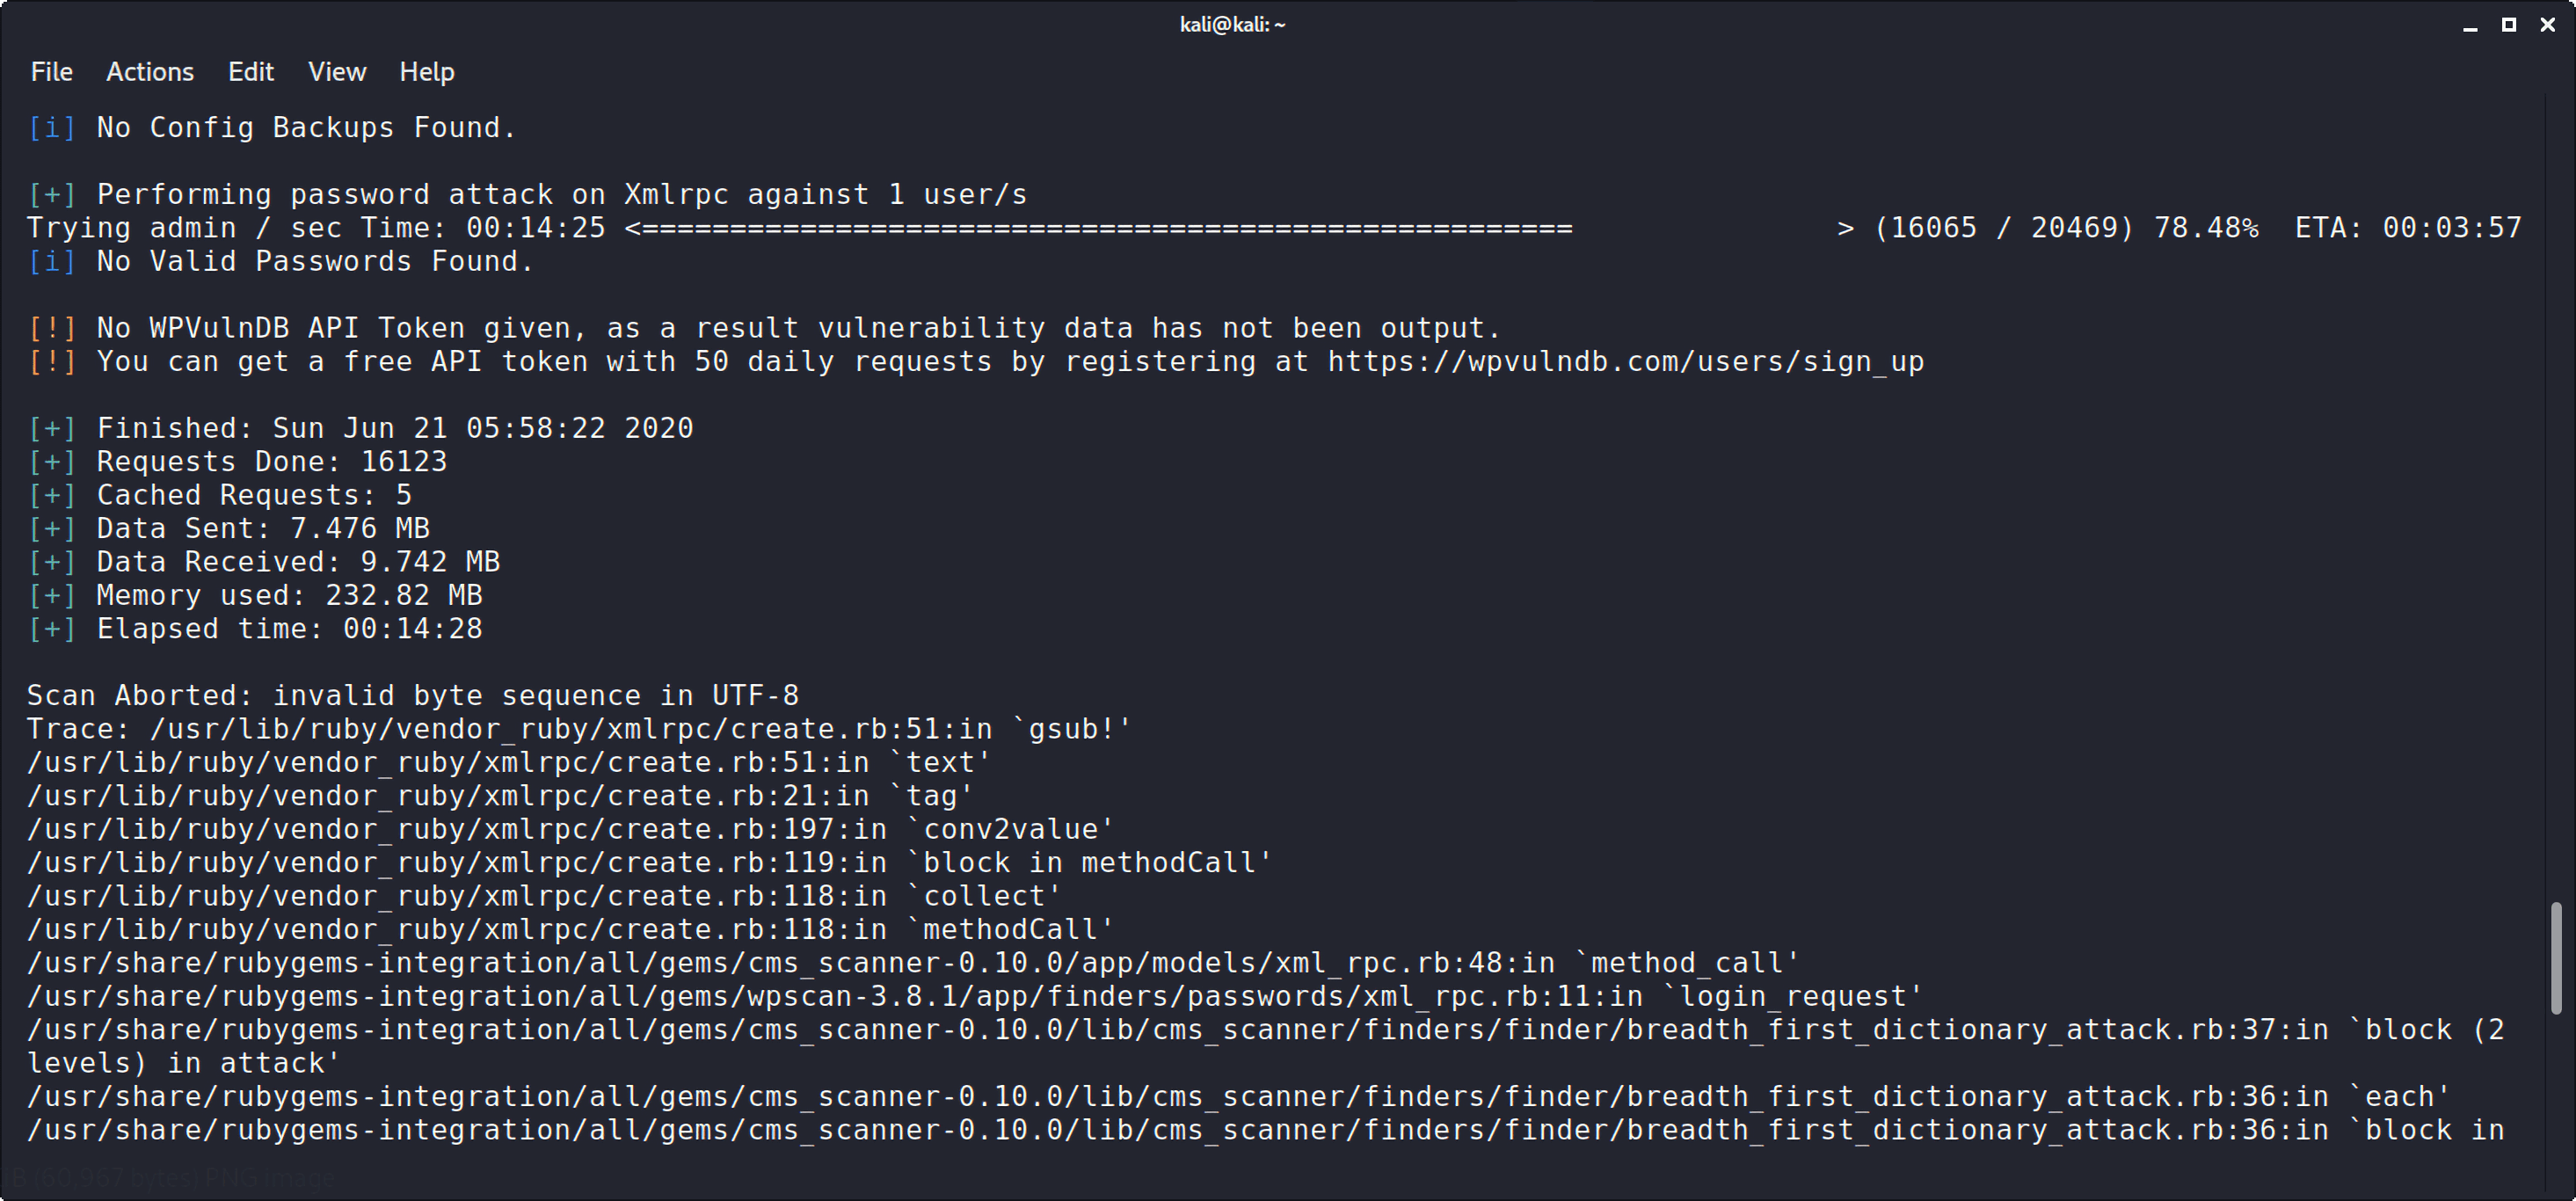 kali@kali: ~
File Actions Edit View Help
[i] No Config Backups Found.
[+] Performing password attack on Xmlrpc against 1 user/s
Trying admin / sec Time: 00:14:25 <===================================================== > (16065 / 20469) 78.48% ETA: 00:03:57
[i] No Valid Passwords Found.
[!] No WPVulnDB API Token given, as a result vulnerability data has not been output.
[!] You can get a free API token with 50 daily requests by registering at https://wpvulndb.com/users/sign_up
[+] Finished: Sun Jun 21 05:58:22 2020
[+] Requests Done: 16123
[+] Cached Requests: 5
[+] Data Sent: 7.476 MB
[+] Data Received: 9.742 MB
[+] Memory used: 232.82 MB
[+] Elapsed time: 00:14:28
Scan Aborted: invalid byte sequence in UTF-8
Trace: /usr/lib/ruby/vendor_ruby/xmlrpc/create.rb:51:in `gsub!'
/usr/lib/ruby/vendor_ruby/xmlrpc/create.rb:51:in `text'
/usr/lib/ruby/vendor_ruby/xmlrpc/create.rb:21:in `tag'
/usr/lib/ruby/vendor_ruby/xmlrpc/create.rb:197:in `conv2value'
/usr/lib/ruby/vendor_ruby/xmlrpc/create.rb:119:in `block in methodCall'
/usr/lib/ruby/vendor_ruby/xmlrpc/create.rb:118:in `collect'
/usr/lib/ruby/vendor_ruby/xmlrpc/create.rb:118:in `methodCall'
/usr/share/rubygems-integration/all/gems/cms_scanner-0.10.0/app/models/xml_rpc.rb:48:in `method_call'
/usr/share/rubygems-integration/all/gems/wpscan-3.8.1/app/finders/passwords/xml_rpc.rb:11:in `login_request'
/usr/share/rubygems-integration/all/gems/cms_scanner-0.10.0/lib/cms_scanner/finders/finder/breadth_first_dictionary_attack.rb:37:in `block (2
levels) in attack'
/usr/share/rubygems-integration/all/gems/cms_scanner-0.10.0/lib/cms_scanner/finders/finder/breadth_first_dictionary_attack.rb:36:in `each'
/usr/share/rubygems-integration/all/gems/cms_scanner-0.10.0/lib/cms_scanner/finders/finder/breadth_first_dictionary_attack.rb:36:in `block in